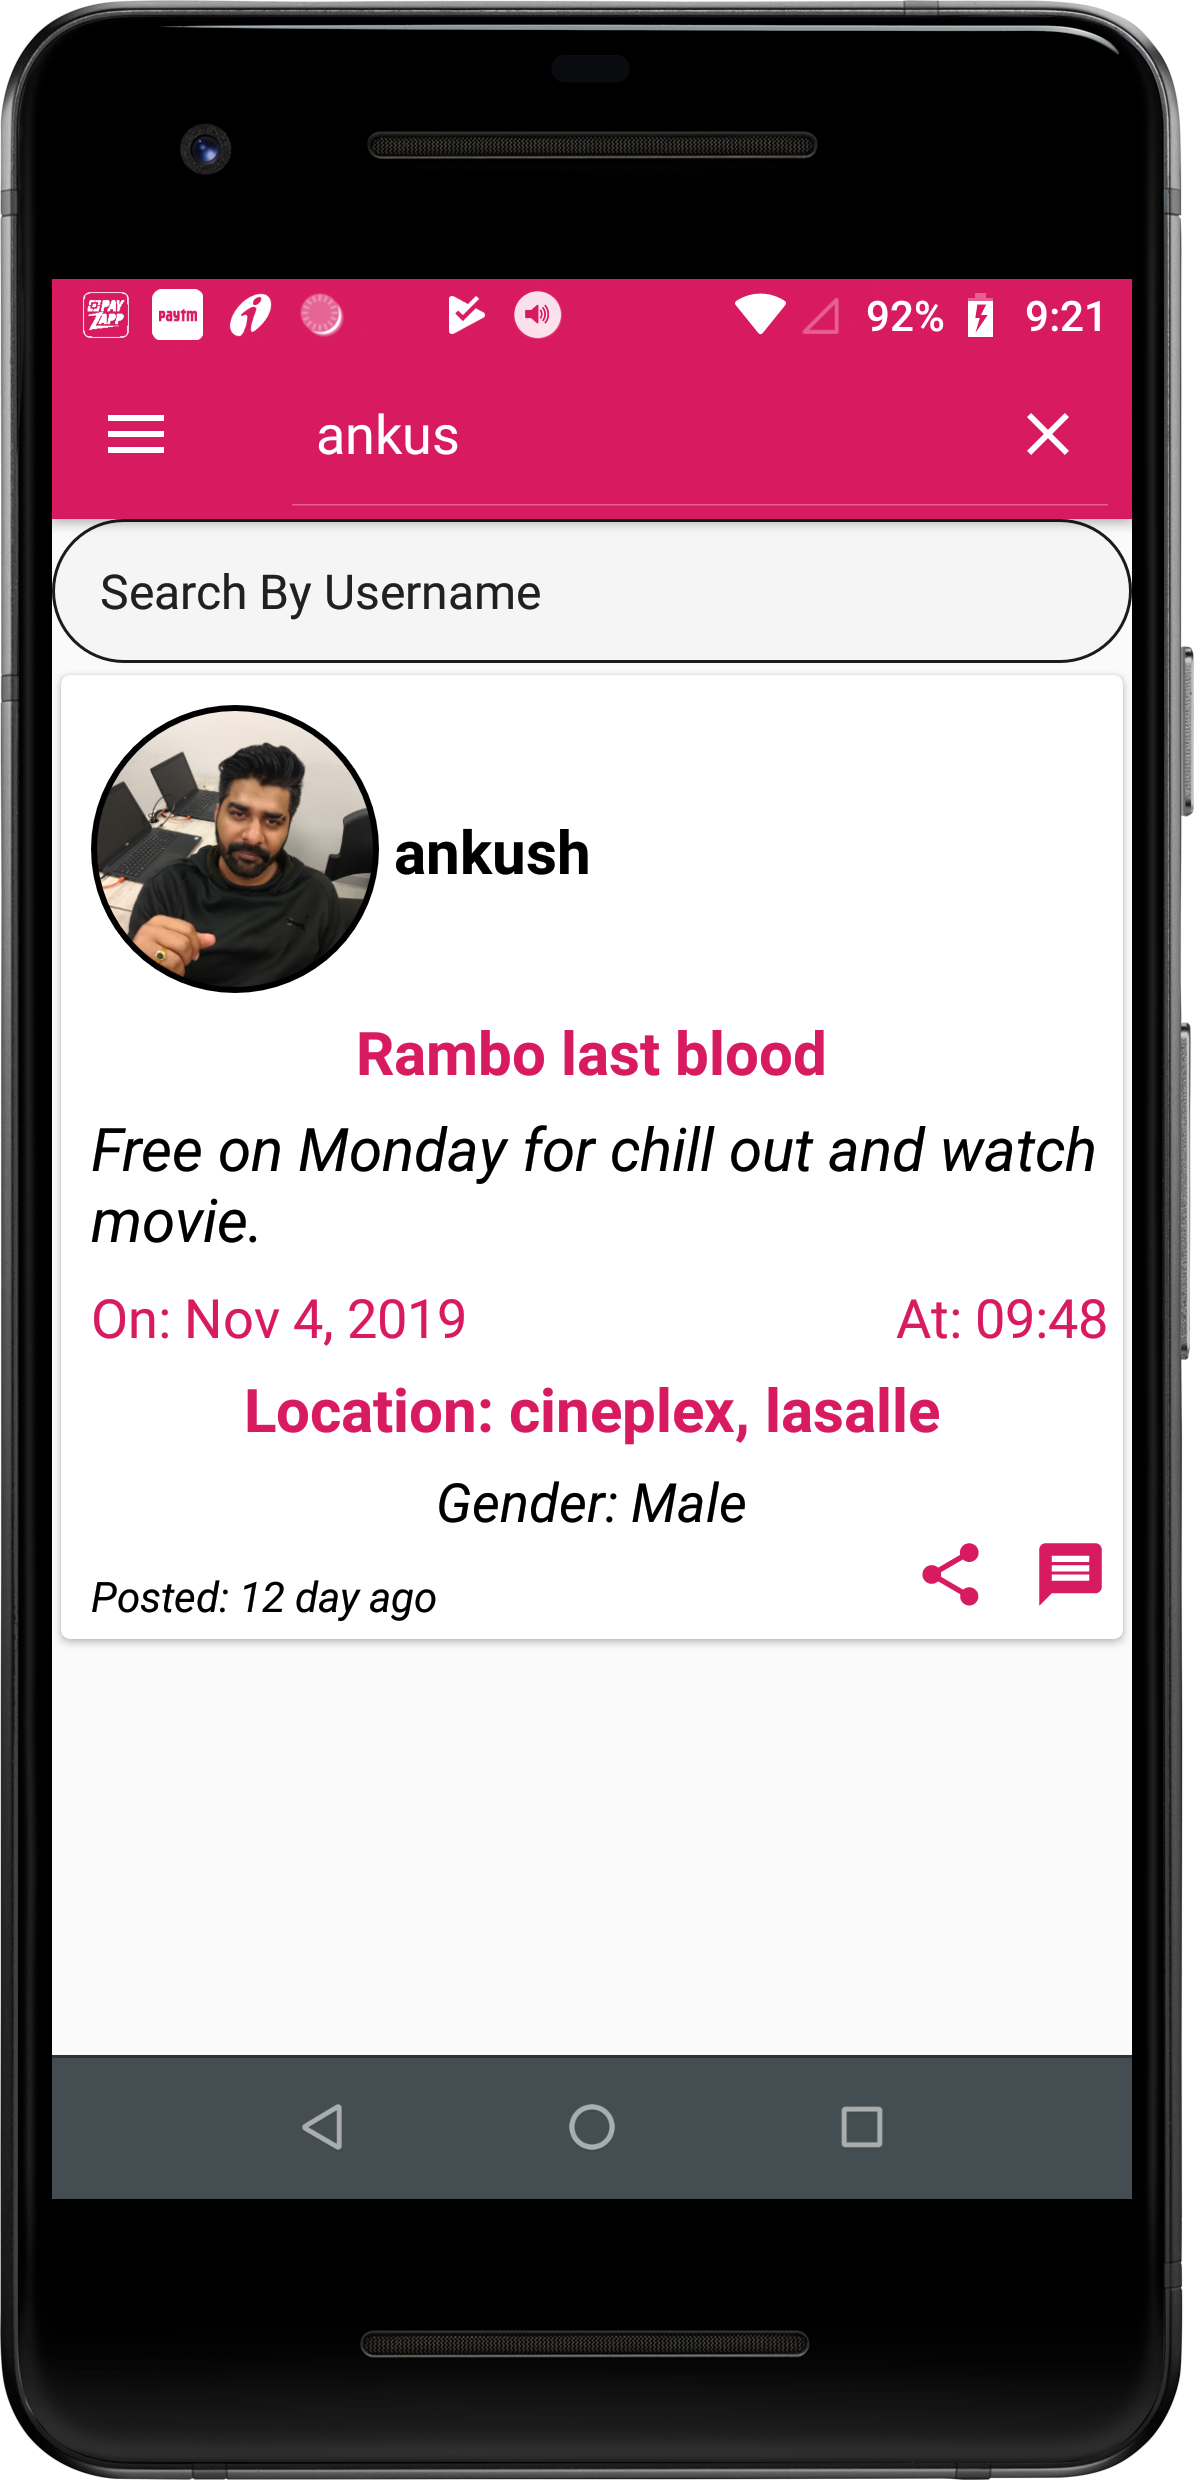 PAY
ZAPP
paytm
92%
9:21
ankus
Search By Username
ankush
Rambo last blood
Free on Monday for chill out and watch
movie.
On: Nov 4, 2019
At: 09:48
Location: cineplex, lasalle
Gender: Male
Posted: 12 day ago